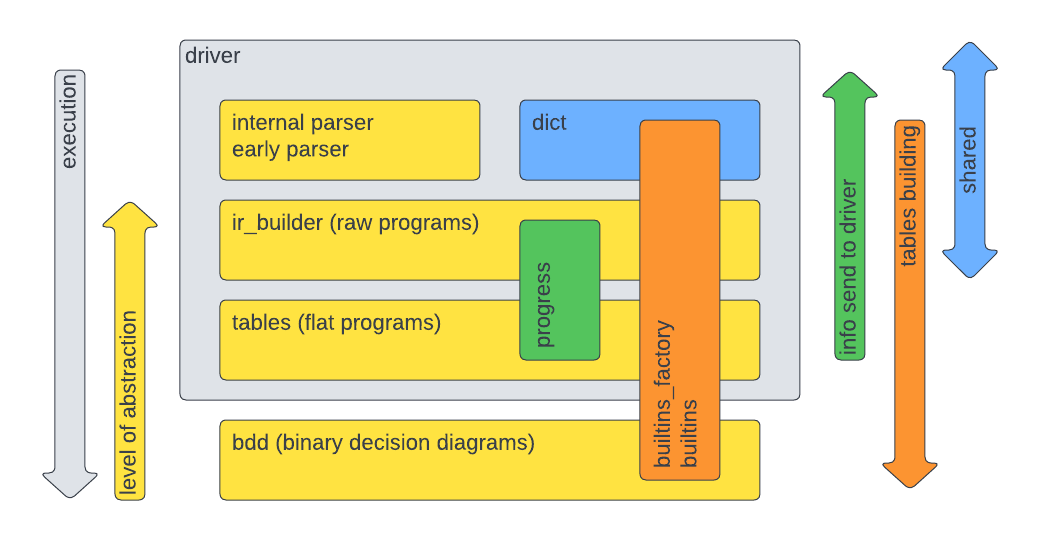 driver
execution
level of abstraction
internal parser
early parser
dict
ir_builder (raw programs)
progress
tables (flat programs)
builtins_factory
builtins
bdd (binary decision diagrams)
info send to driver
tables building
shared